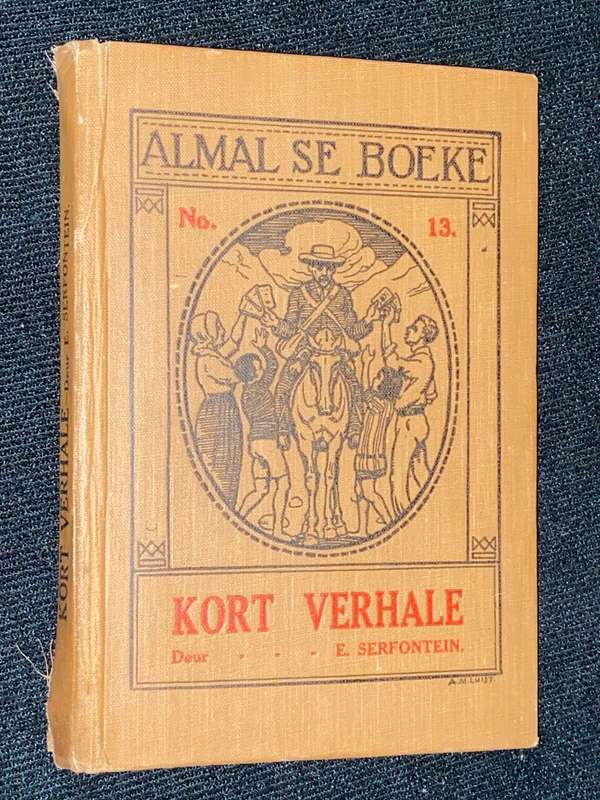 ALMAL SE BOEKE
No. 13.
KORT VERHALE
Deur - - - E. SERFONTEIN.
KORT VERHALE - Deur E. SERFONTEIN.